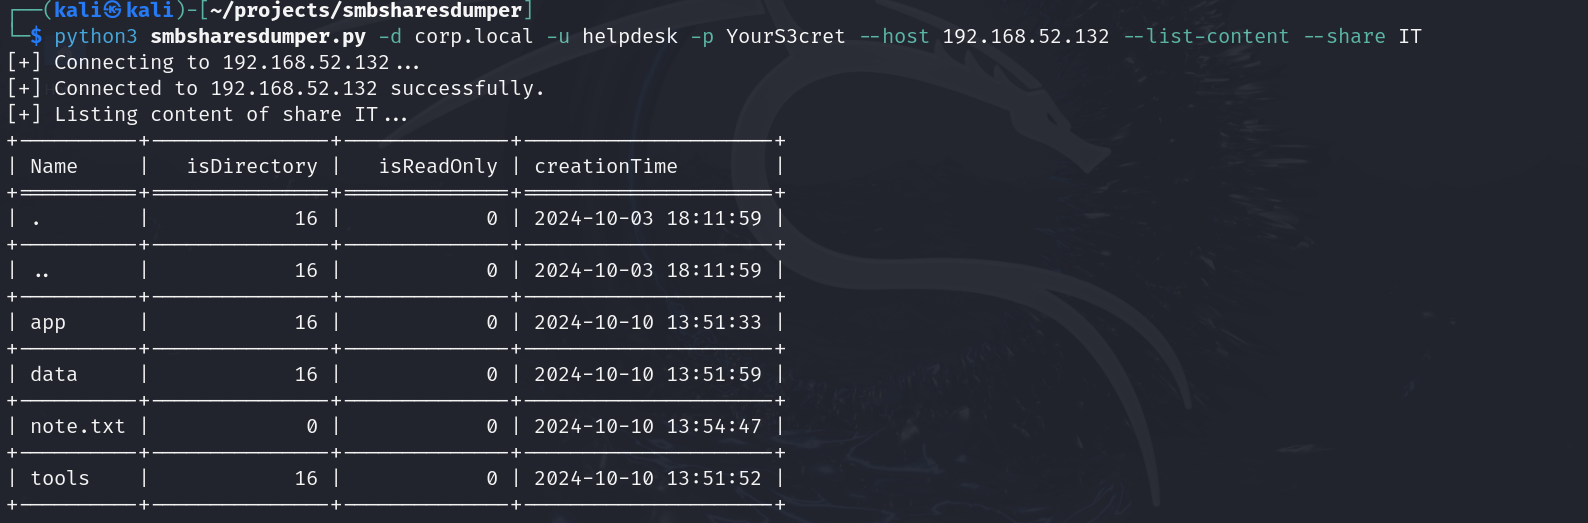 ┌──(kali㉿kali)-[~/projects/smbsharesdumper]
└─$ python3 smbsharesdumper.py -d corp.local -u helpdesk -p YourS3cret --host 192.168.52.132 --list-content --share IT
[+] Connecting to 192.168.52.132...
[+] Connected to 192.168.52.132 successfully.
[+] Listing content of share IT...
+----------+---------------+--------------+---------------------+
| Name     |   isDirectory |   isReadOnly | creationTime        |
+==========+===============+==============+=====================+
| .        |            16 |            0 | 2024-10-03 18:11:59 |
+----------+---------------+--------------+---------------------+
| ..       |            16 |            0 | 2024-10-03 18:11:59 |
+----------+---------------+--------------+---------------------+
| app      |            16 |            0 | 2024-10-10 13:51:33 |
+----------+---------------+--------------+---------------------+
| data     |            16 |            0 | 2024-10-10 13:51:59 |
+----------+---------------+--------------+---------------------+
| note.txt |             0 |            0 | 2024-10-10 13:54:47 |
+----------+---------------+--------------+---------------------+
| tools    |            16 |            0 | 2024-10-10 13:51:52 |
+----------+---------------+--------------+---------------------+